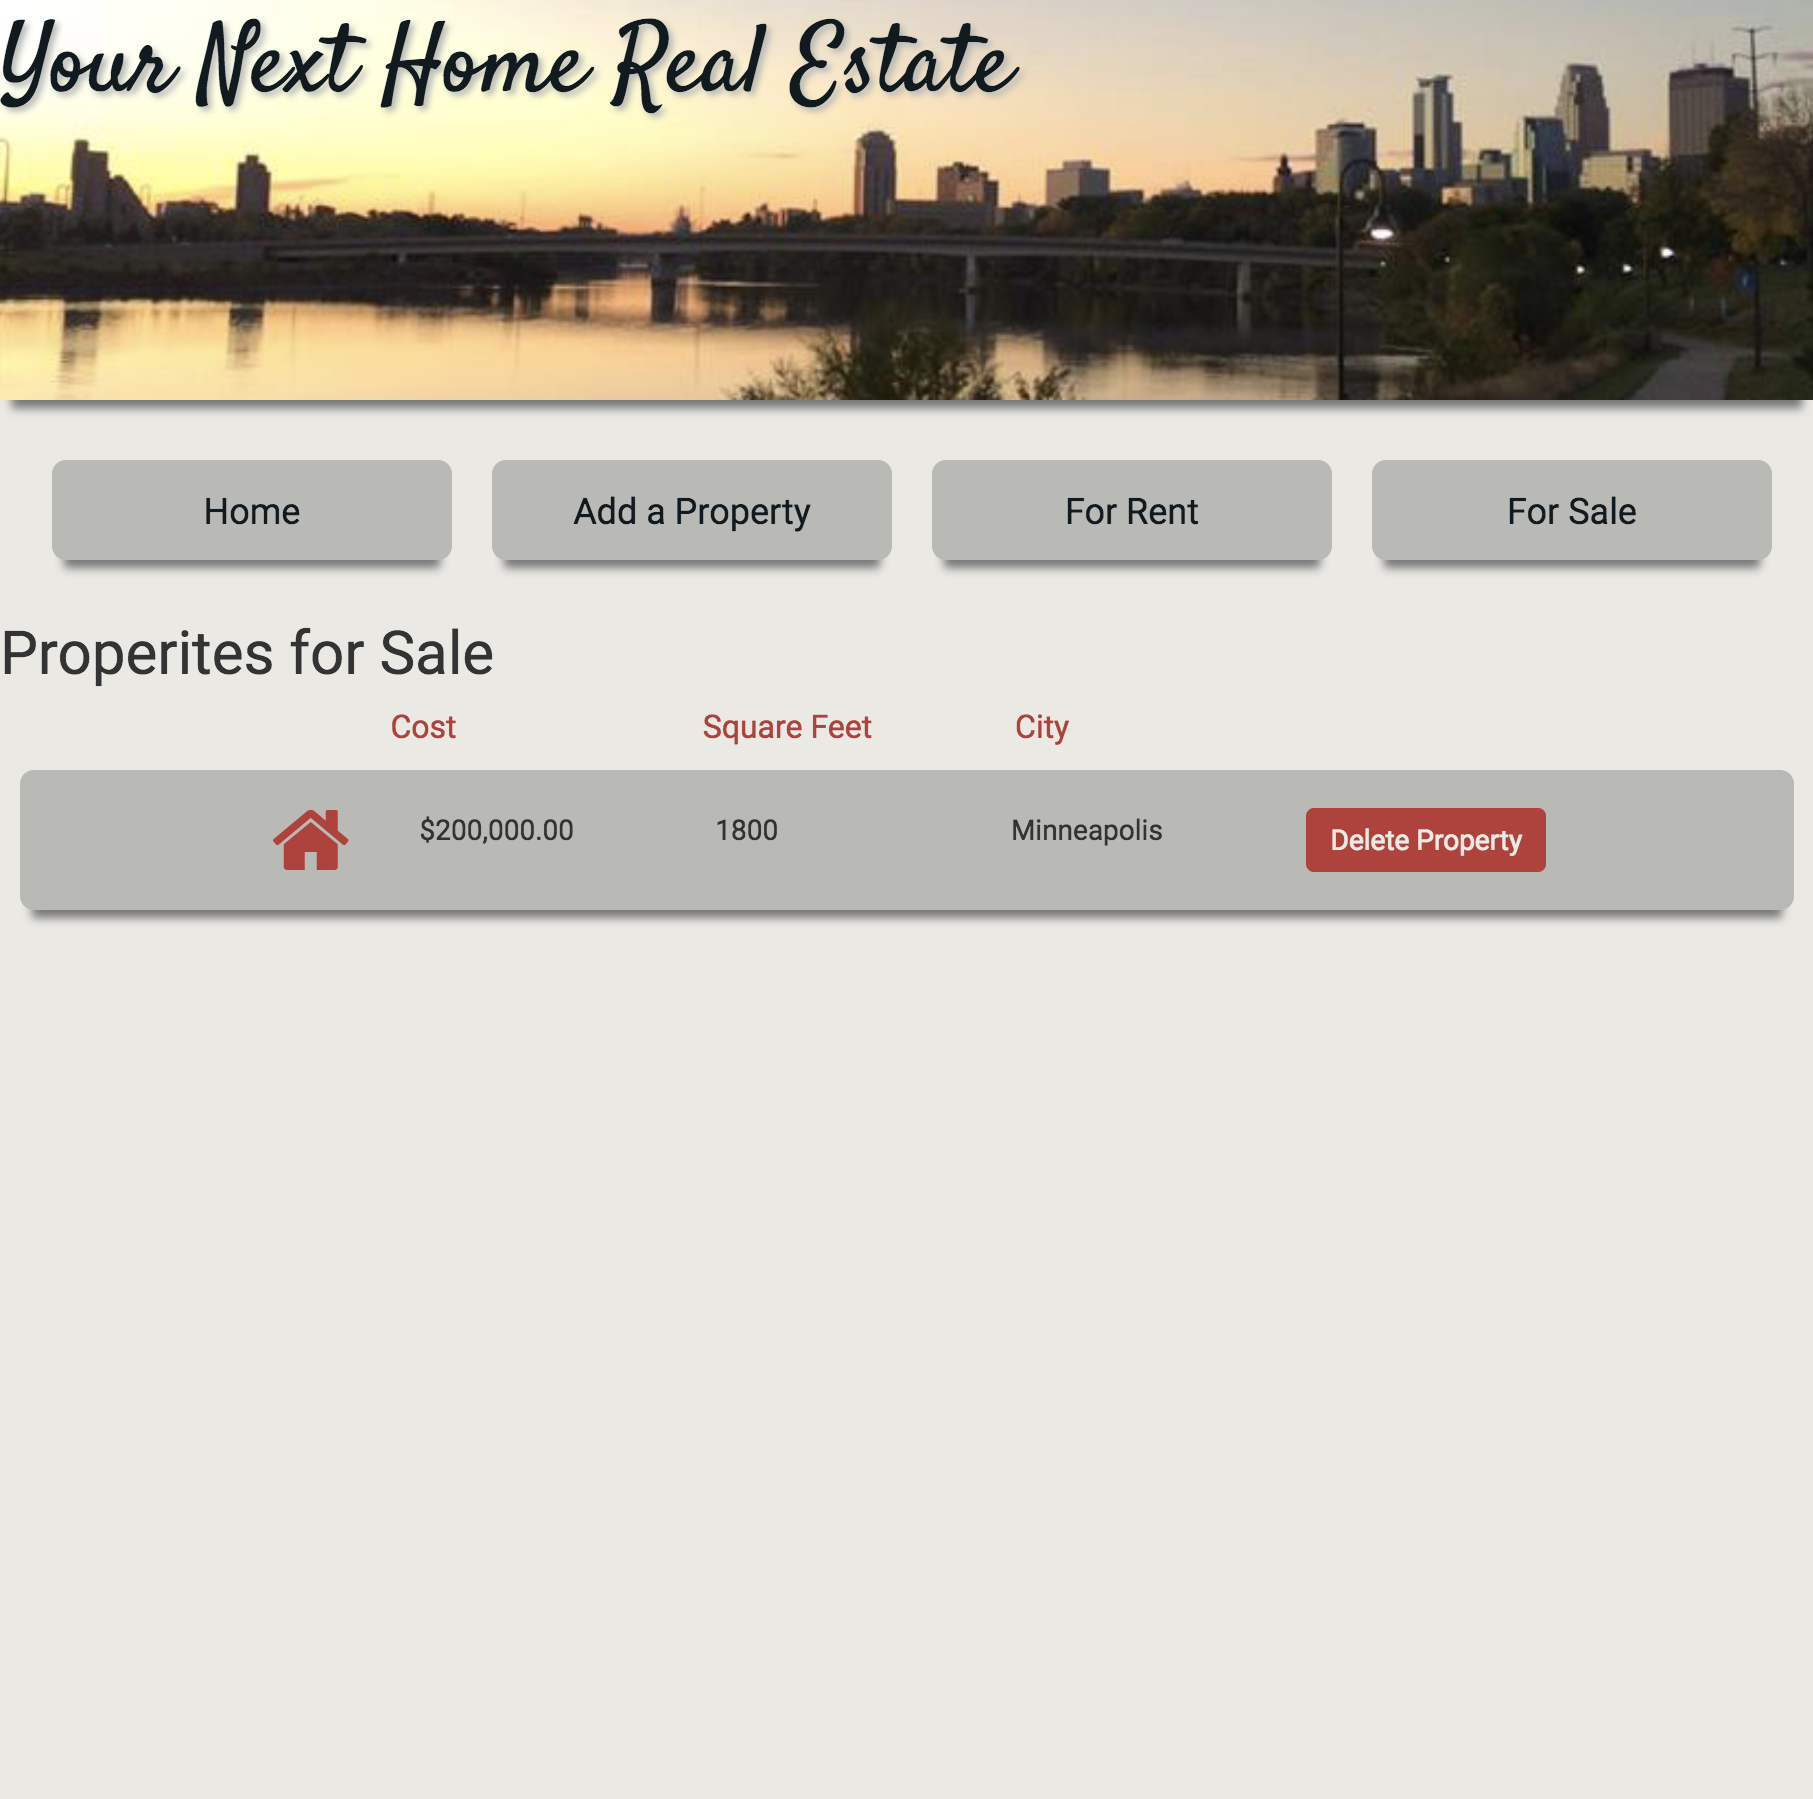 Your Next Home Real Estate
Home Add a Property For Rent For Sale
Properites for Sale
Cost Square Feet City
$200,000.00 1800 Minneapolis Delete Property